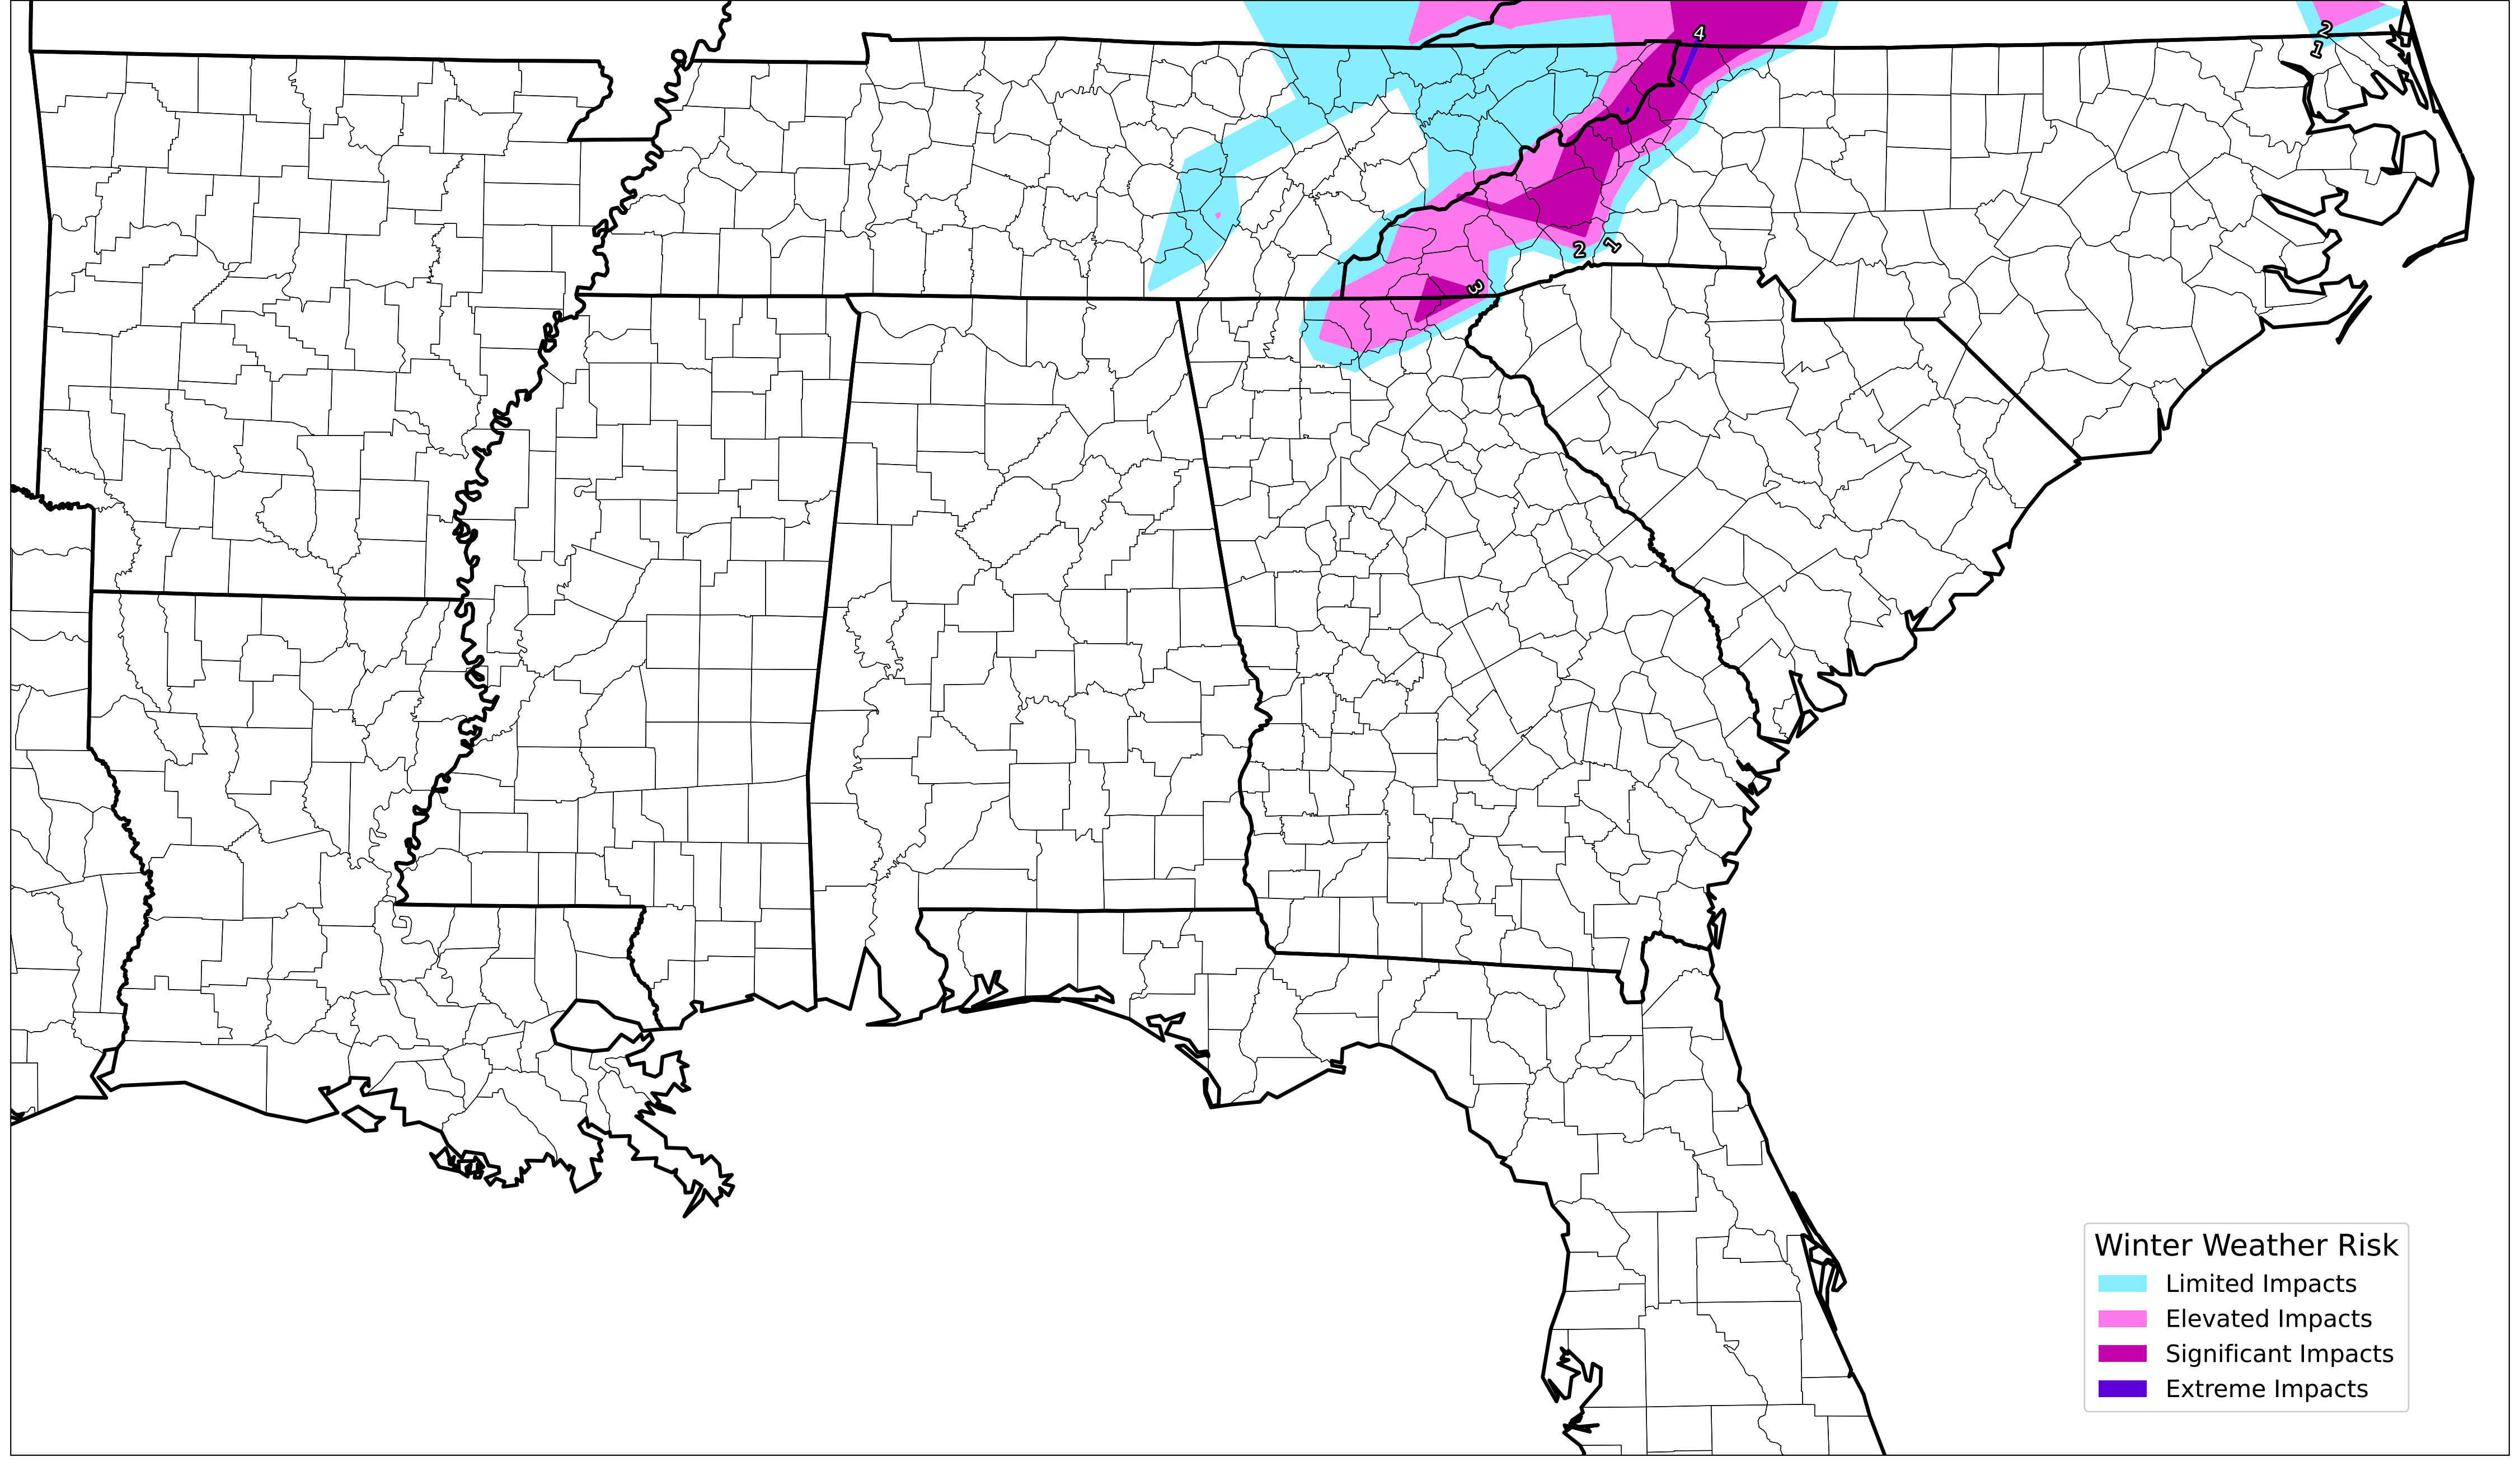 4
2
1
2
1
3
Winter Weather Risk
Limited Impacts
Elevated Impacts
Significant Impacts
Extreme Impacts